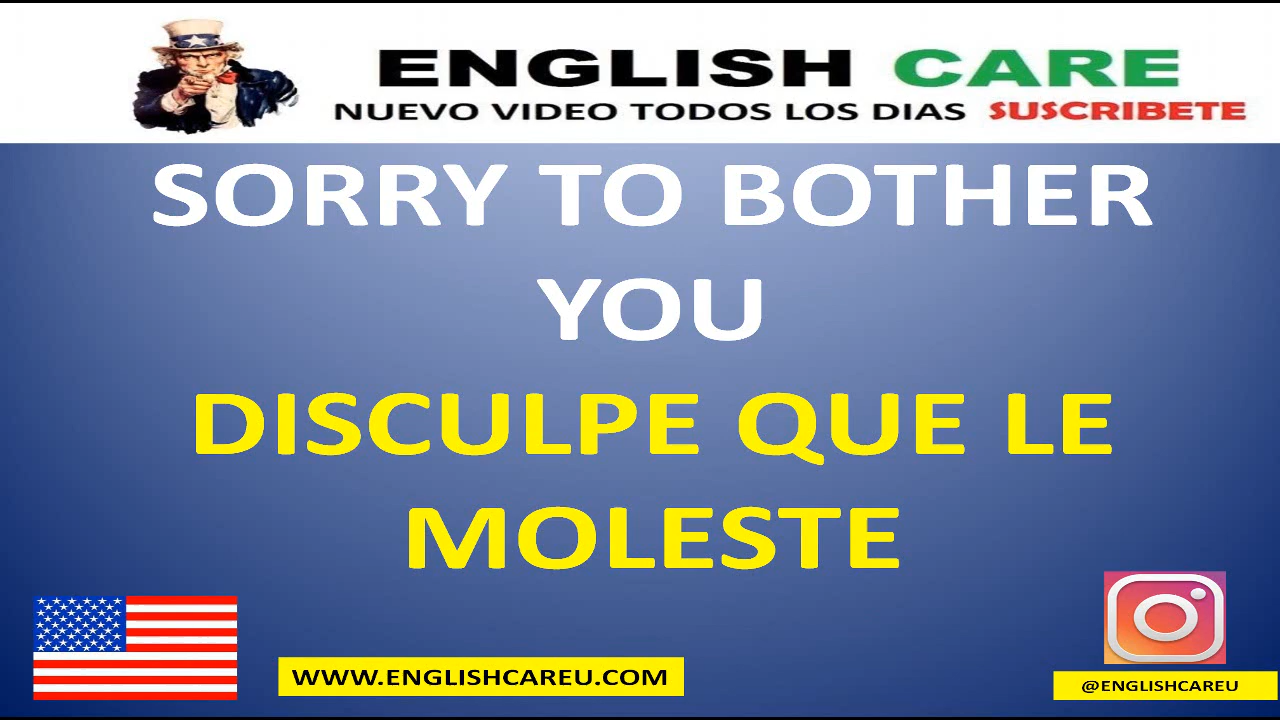 ENGLISH CARE
NUEVO VIDEO TODOS LOS DIAS SUSCRIBETE
SORRY TO BOTHER
YOU
DISCULPE QUE LE
MOLESTE
WWW.ENGLISHCAREU.COM
@ENGLISHCAREU